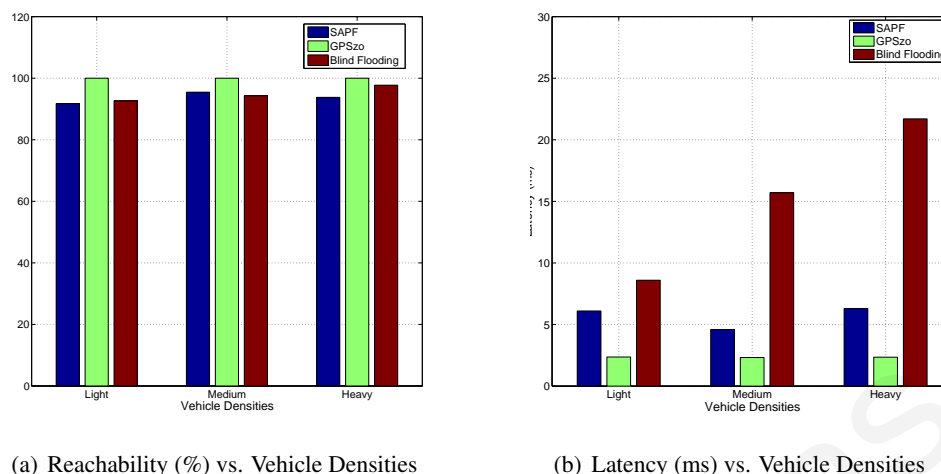 120
100
80
60
40
20
0
Light
Medium
Heavy
Vehicle Densities
SAPF
GPSzo
Blind Flooding
(a) Reachability (%) vs. Vehicle Densities
30
25
20
15
10
5
0
Light
Medium
Heavy
Vehicle Densities
SAPF
GPSzo
Blind Flooding
(b) Latency (ms) vs. Vehicle Densities